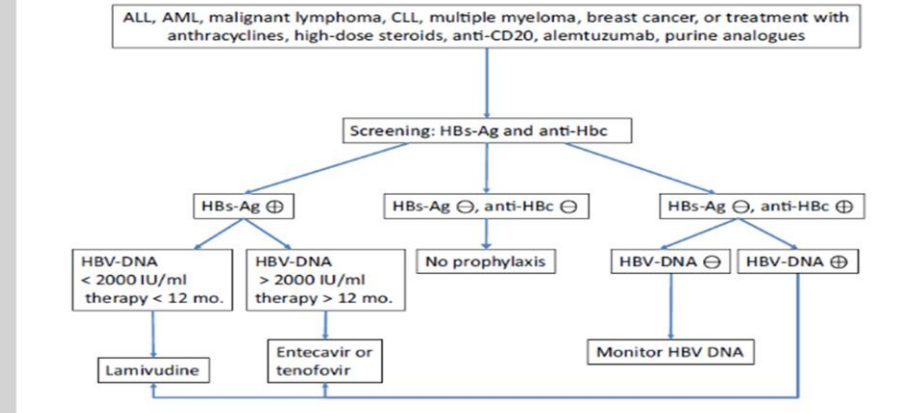 ALL, AML, malignant lymphoma, CLL, multiple myeloma, breast cancer, or treatment with
anthracyclines, high-dose steroids, anti-CD20, alemtuzumab, purine analogues
Screening: HBs-Ag and anti-Hbc
HBs-Ag ⊕
HBs-Ag ⊖, anti-HBc ⊖
HBs-Ag ⊖, anti-HBc ⊕
HBV-DNA
< 2000 IU/ml
therapy < 12 mo.
HBV-DNA
> 2000 IU/ml
therapy > 12 mo.
No prophylaxis
HBV-DNA ⊖
HBV-DNA ⊕
Lamivudine
Entecavir or
tenofovir
Monitor HBV DNA